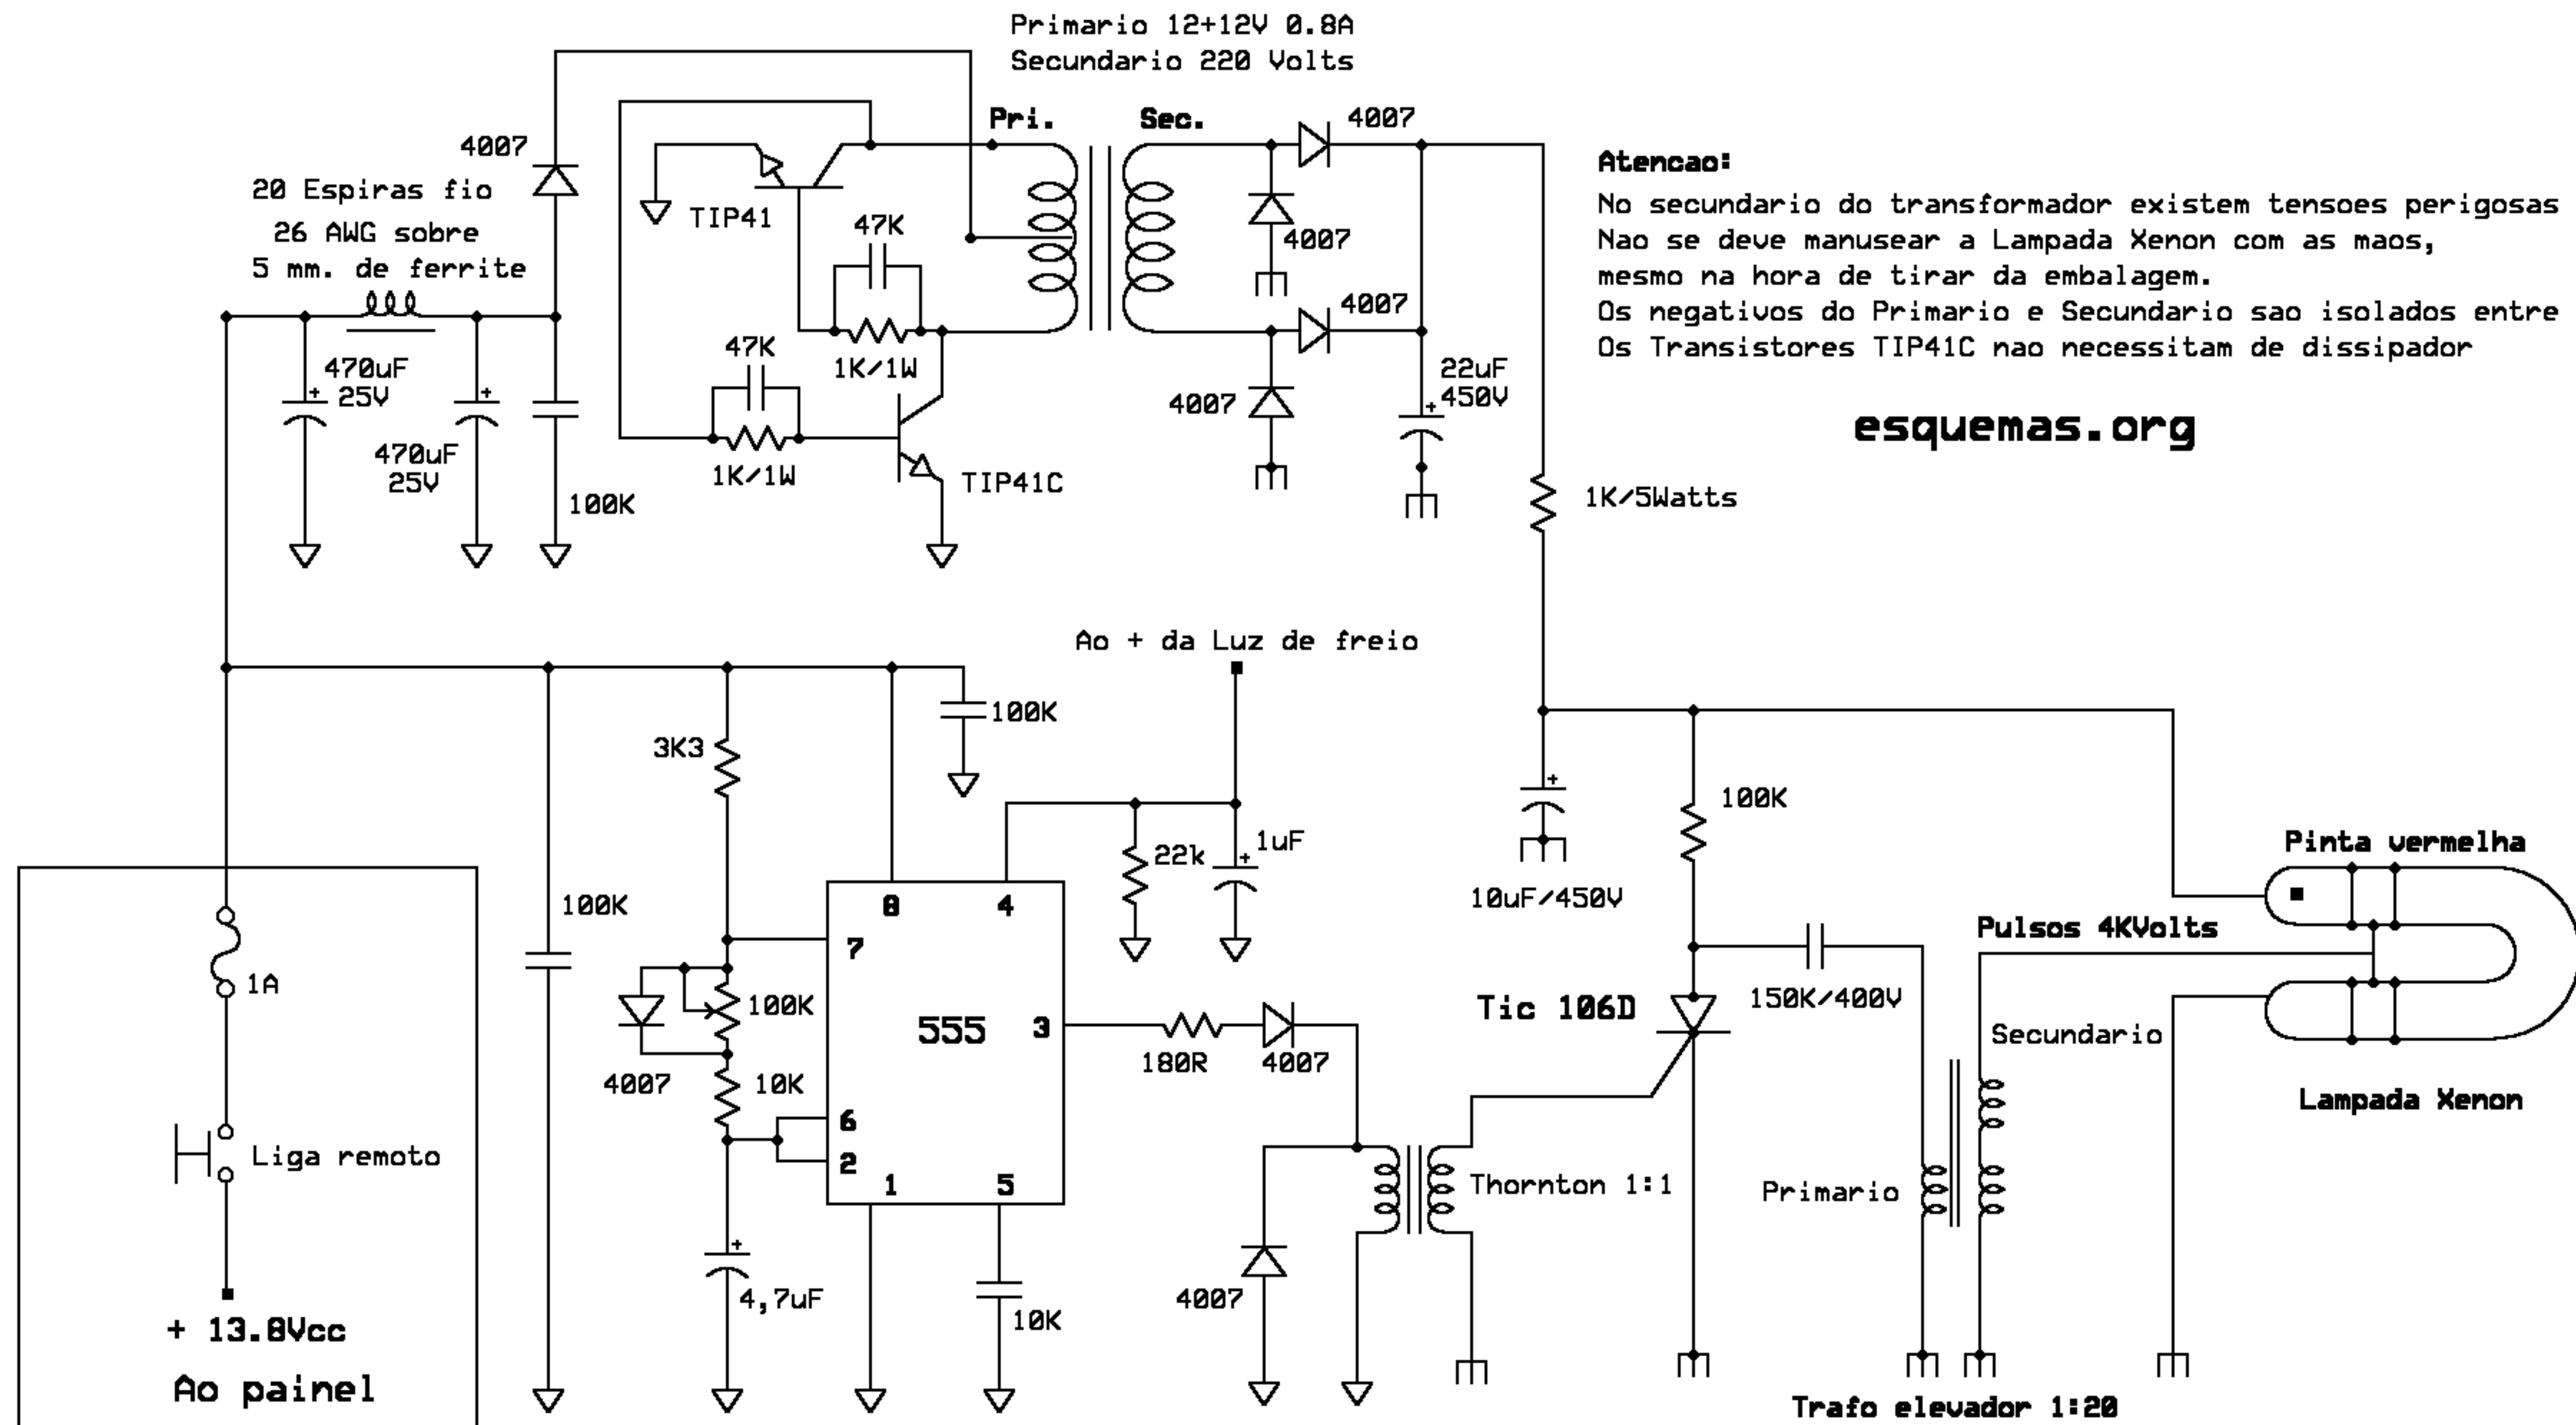 Primario 12+12V 0.8A
Secundario 220 Volts
Pri.
Sec.
4007
4007
20 Espiras fio
26 AWG sobre
5 mm. de ferrite
TIP41
47K
4007
4007
4007
47K
1K/1W
1K/1W
TIP41C
470uF
25V
470uF
25V
100K
22uF
450V
+
+
+
1K/5Watts
Atencao:
No secundario do transformador existem tensoes perigosas
Nao se deve manusear a Lampada Xenon com as maos,
mesmo na hora de tirar da embalagem.
Os negativos do Primario e Secundario sao isolados entre
Os Transistores TIP41C nao necessitam de dissipador
esquemas.org
Ao + da Luz de freio
100K
3K3
22k
+
1uF
+
10uF/450V
100K
100K
8
4
7
555
3
6
2
1
5
100K
4007
10K
+
4,7uF
10K
180R
4007
4007
Thornton 1:1
Tic 106D
150K/400V
Primario
Secundario
Pulsos 4KVolts
Pinta vermelha
Lampada Xenon
Trafo elevador 1:20
1A
Liga remoto
+ 13.8Vcc
Ao painel